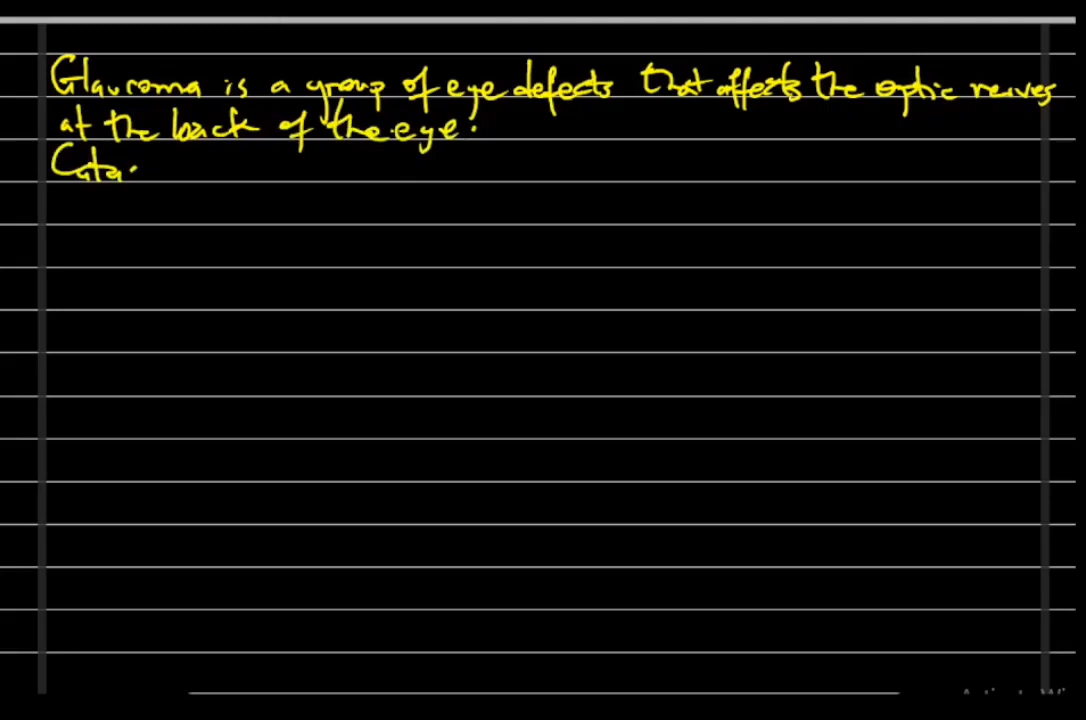 Glaucoma is a group of eye defects that affects the optic nerves
at the back of the eye.
Cata